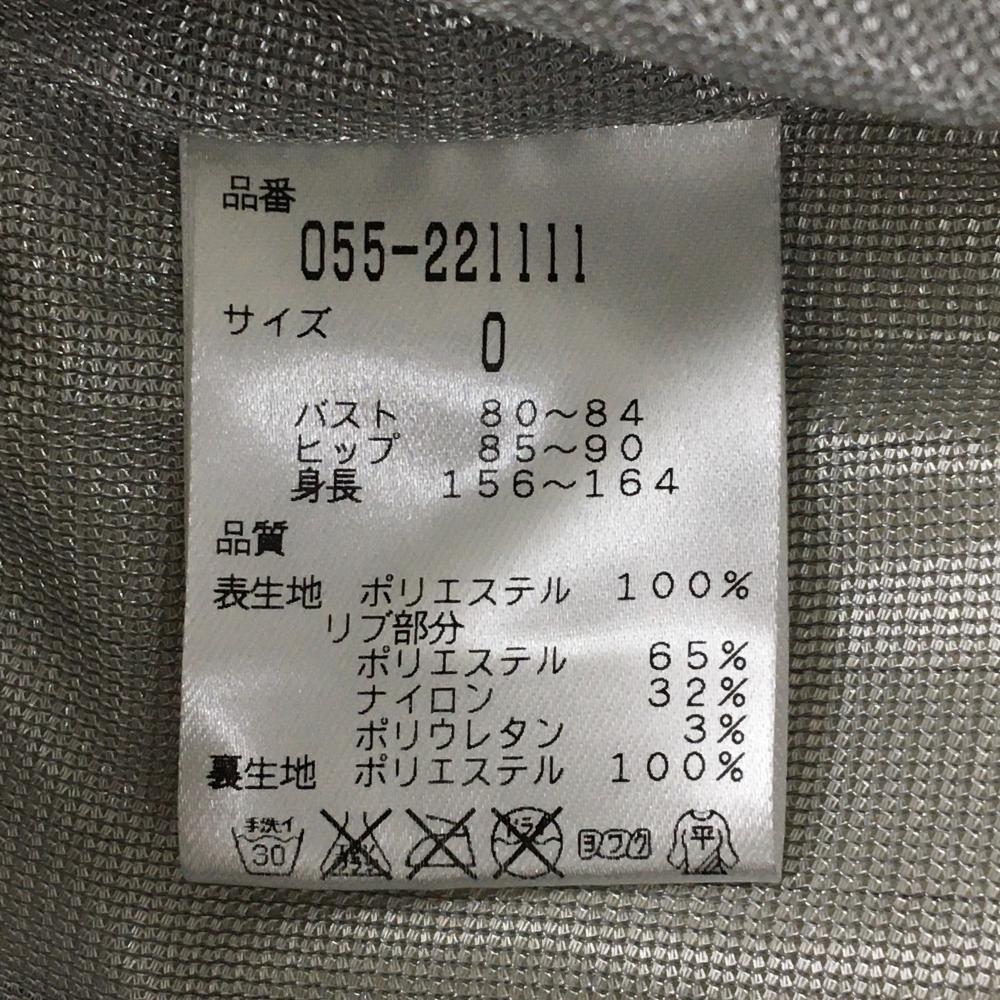 品番
055-221111
サイズ 0
バスト 80〜84
ヒップ 85〜90
身長 156〜164
品質
表生地 ポリエステル 100%
リブ部分
ポリエステル 65%
ナイロン 32%
ポリウレタン 3%
裏生地 ポリエステル 100%
手洗イ 30 ドライ ヨワク 平